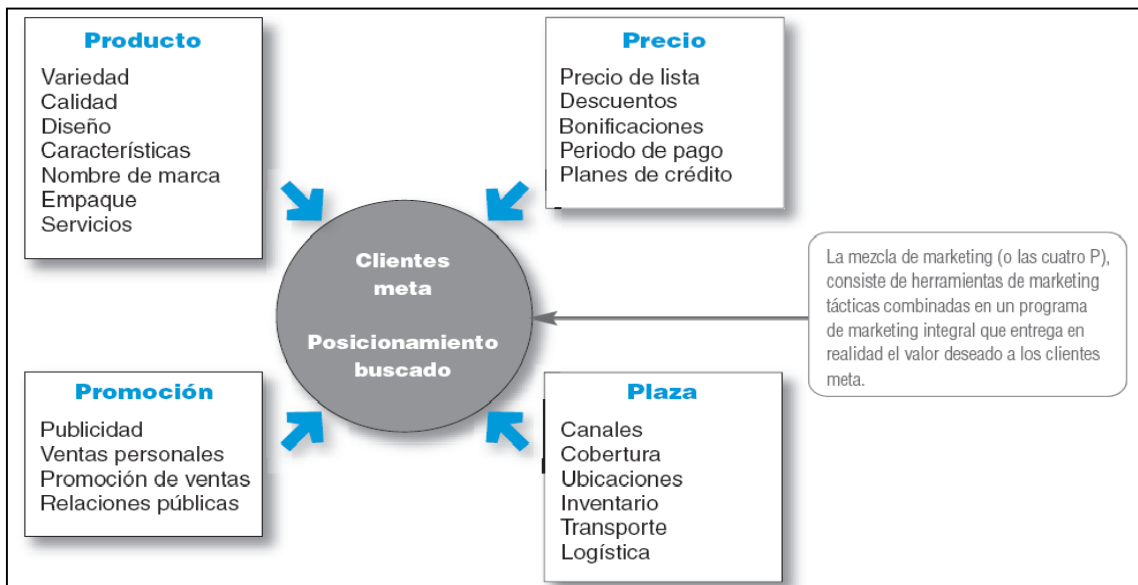 Producto
Variedad
Calidad
Diseño
Características
Nombre de marca
Empaque
Servicios
Precio
Precio de lista
Descuentos
Bonificaciones
Periodo de pago
Planes de crédito
Clientes
meta
Posicionamiento
buscado
La mezcla de marketing (o las cuatro P),
consiste de herramientas de marketing
tácticas combinadas en un programa
de marketing integral que entrega en
realidad el valor deseado a los clientes
meta.
Promoción
Publicidad
Ventas personales
Promoción de ventas
Relaciones públicas
Plaza
Canales
Cobertura
Ubicaciones
Inventario
Transporte
Logística